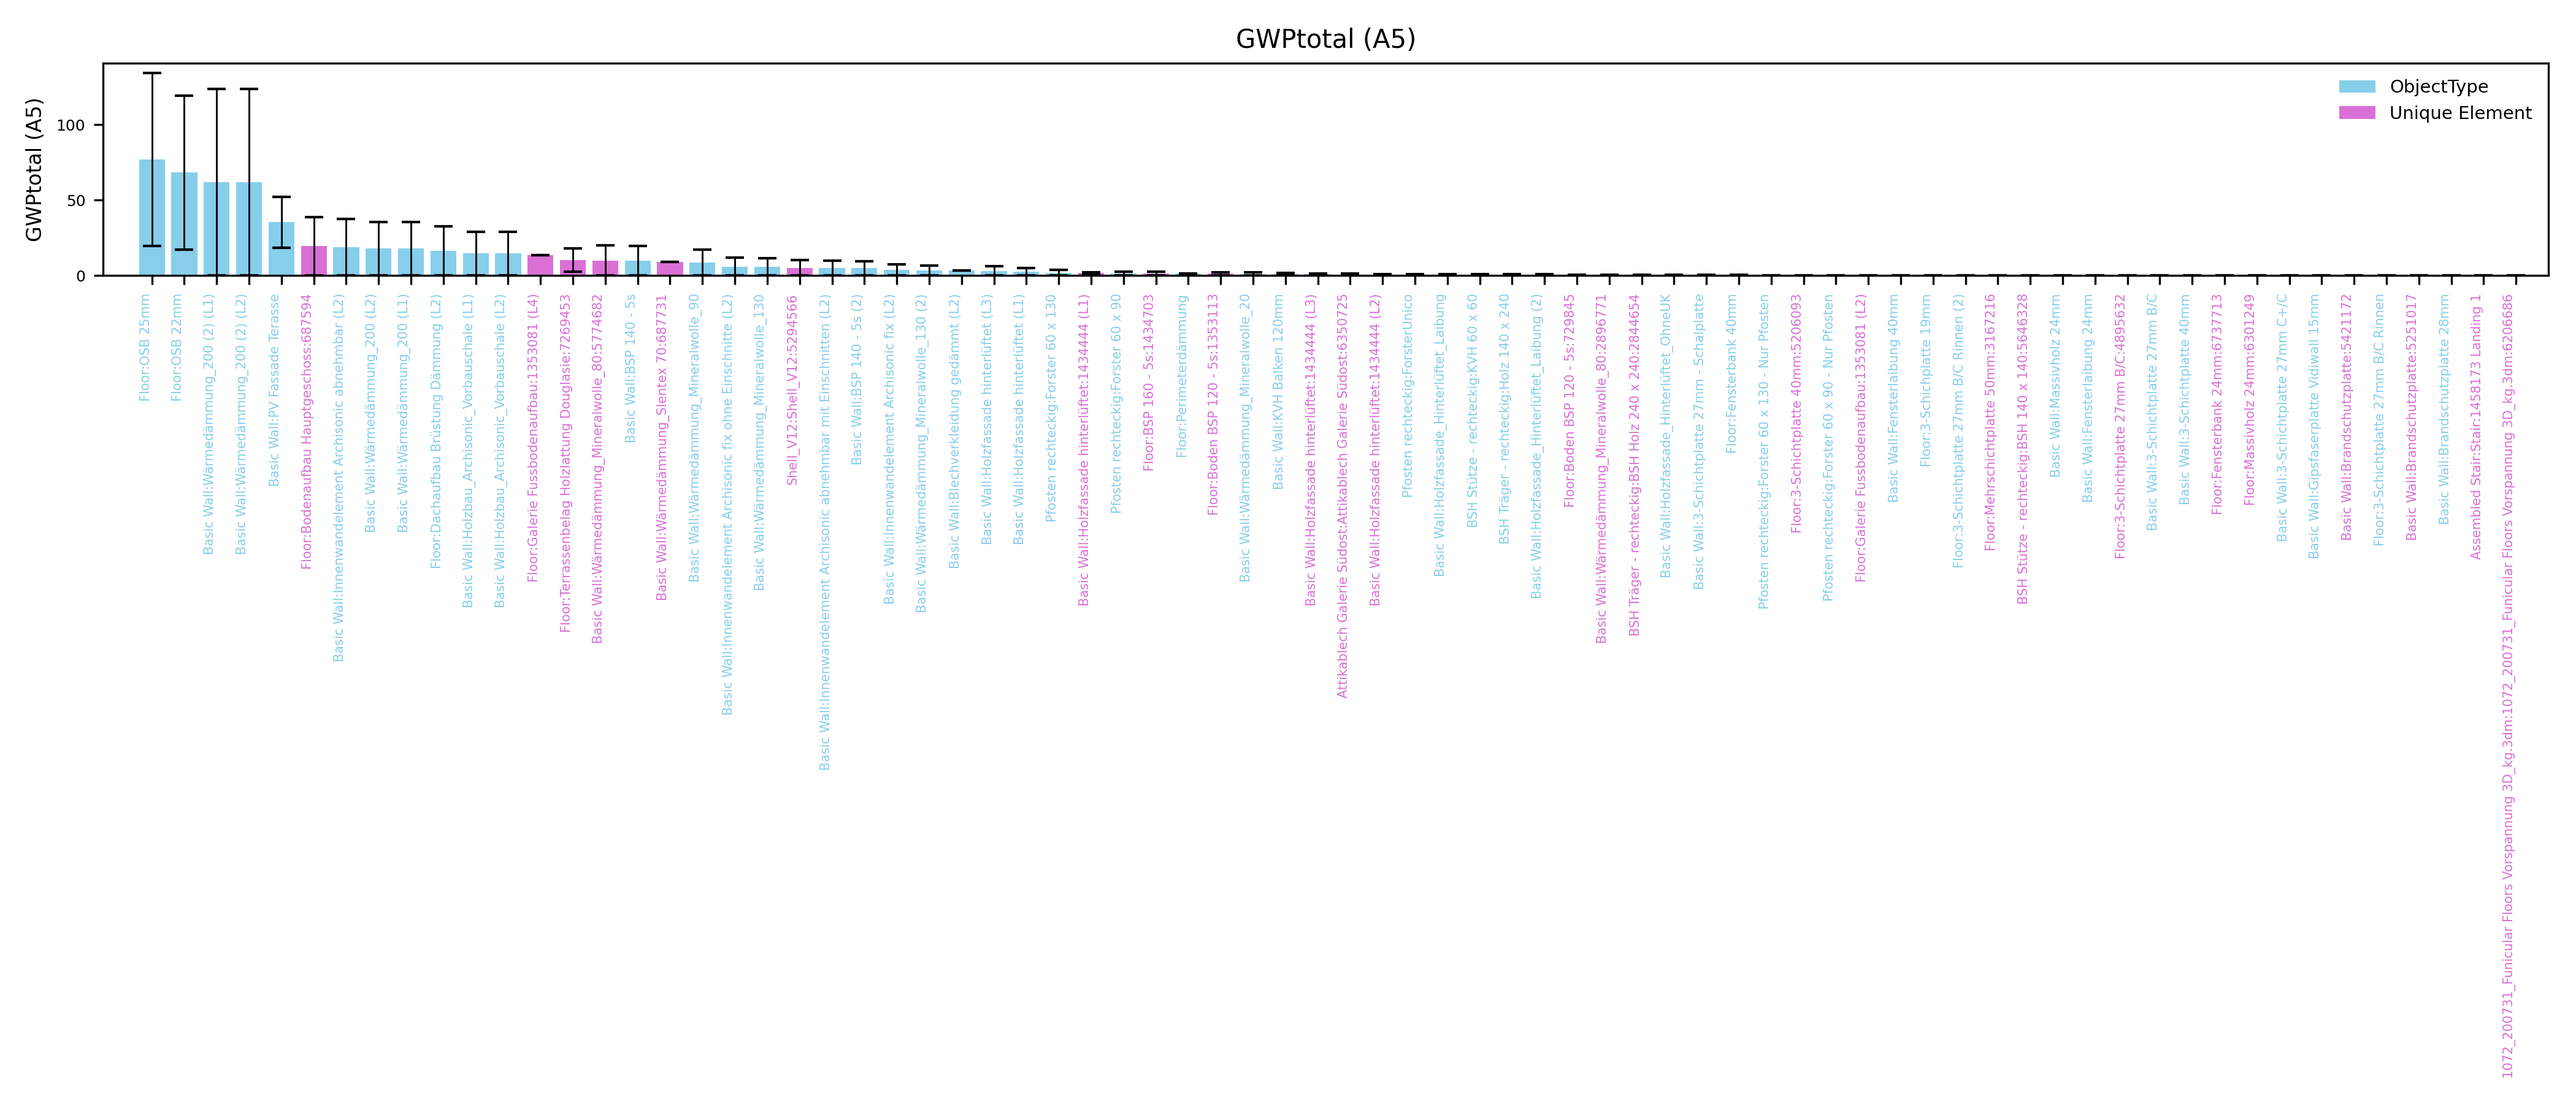 GWPtotal (A5)
GWPtotal (A5)
100
50
0
ObjectType
Unique Element
Floor:OSB 25mm
Floor:OSB 22mm
Basic Wall:Wärmedämmung_200 (2) (L1)
Basic Wall:Wärmedämmung_200 (2) (L2)
Basic Wall:PV Fassade Terasse
Floor:Bodenaufbau Hauptgeschoss:687594
Basic Wall:Innenwandelement Archisonic abnehmbar (L2)
Basic Wall:Wärmedämmung_200 (L2)
Basic Wall:Wärmedämmung_200 (L1)
Floor:Dachaufbau Brüstung Dämmung (L2)
Basic Wall:Holzbau_Archisonic_Vorbauschale (L1)
Basic Wall:Holzbau_Archisonic_Vorbauschale (L2)
Floor:Galerie Fussbodenaufbau:1353081 (L4)
Floor:Terrassenbelag Holzlattung Douglasie:7269453
Basic Wall:Wärmedämmung_Mineralwolle_80:5774682
Basic Wall:BSP 140 - 5s
Basic Wall:Wärmedämmung_Slentex 70:687731
Basic Wall:Wärmedämmung_Mineralwolle_90
Basic Wall:Innenwandelement Archisonic fix ohne Einschnitte (L2)
Basic Wall:Wärmedämmung_Mineralwolle_130
Shell_V12:Shell_V12:5294566
Basic Wall:Innenwandelement Archisonic abnehmbar mit Einschnitten (L2)
Basic Wall:BSP 140 - 5s (2)
Basic Wall:Innenwandelement Archisonic fix (L2)
Basic Wall:Wärmedämmung_Mineralwolle_130 (2)
Basic Wall:Blechverkleidung gedämmt (L2)
Basic Wall:Holzfassade hinterlüftet (L3)
Basic Wall:Holzfassade hinterlüftet (L1)
Pfosten rechteckig:Forster 60 x 130
Basic Wall:Holzfassade hinterlüftet:1434444 (L1)
Pfosten rechteckig:Forster 60 x 90
Floor:BSP 160 - 5s:1434703
Floor:Perimeterdämmung
Floor:Boden BSP 120 - 5s:1353113
Basic Wall:Wärmedämmung_Mineralwolle_20
Basic Wall:KVH Balken 120mm
Basic Wall:Holzfassade hinterlüftet:1434444 (L3)
Attikablech Galerie Südost:Attikablech Galerie Südost:6350725
Basic Wall:Holzfassade hinterlüftet:1434444 (L2)
Pfosten rechteckig:ForsterUnico
Basic Wall:Holzfassade_Hinterlüftet_Laibung
BSH Stütze - rechteckig:KVH 60 x 60
BSH Träger - rechteckig:Holz 140 x 240
Basic Wall:Holzfassade_Hinterlüftet_Laibung (2)
Floor:Boden BSP 120 - 5s:729845
Basic Wall:Wärmedämmung_Mineralwolle_80:2896771
BSH Träger - rechteckig:BSH Holz 240 x 240:2844654
Basic Wall:Holzfassade_Hinterlüftet_OhneUK
Basic Wall:3-Schichtplatte 27mm - Schalplatte
Floor:Fensterbank 40mm
Pfosten rechteckig:Forster 60 x 130 - Nur Pfosten
Floor:3-Schichtplatte 40mm:5206093
Pfosten rechteckig:Forster 60 x 90 - Nur Pfosten
Floor:Galerie Fussbodenaufbau:1353081 (L2)
Basic Wall:Fensterlaibung 40mm
Floor:3-Schichplatte 19mm
Floor:3-Schichtplatte 27mm B/C Rinnen (2)
Floor:Mehrschichtplatte 50mm:3167216
BSH Stütze - rechteckig:BSH 140 x 140:5646328
Basic Wall:Massivholz 24mm
Basic Wall:Fensterlaibung 24mm
Floor:3-Schichtplatte 27mm B/C:4895632
Basic Wall:3-Schichtplatte 27mm B/C
Basic Wall:3-Schichtplatte 40mm
Floor:Fensterbank 24mm:6737713
Floor:Massivholz 24mm:6301249
Basic Wall:3-Schichtplatte 27mm C+/C
Basic Wall:Gipsfaserplatte Vidiwall 15mm
Basic Wall:Brandschutzplatte:5421172
Floor:3-Schichtplatte 27mm B/C Rinnen
Basic Wall:Brandschutzplatte:5251017
Basic Wall:Brandschutzplatte 28mm
Assembled Stair:Stair:1458173 Landing 1
1072_200731_Funicular Floors Vorspannung 3D_kg.3dm:1072_200731_Funicular Floors Vorspannung 3D_kg.3dm:6206686